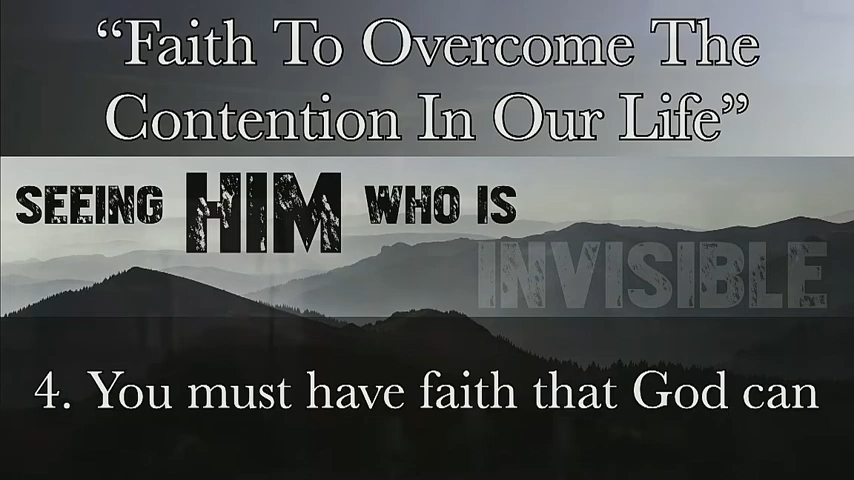 “Faith To Overcome The
Contention In Our Life”
SEEING HIM WHO IS
INVISIBLE
4. You must have faith that God can